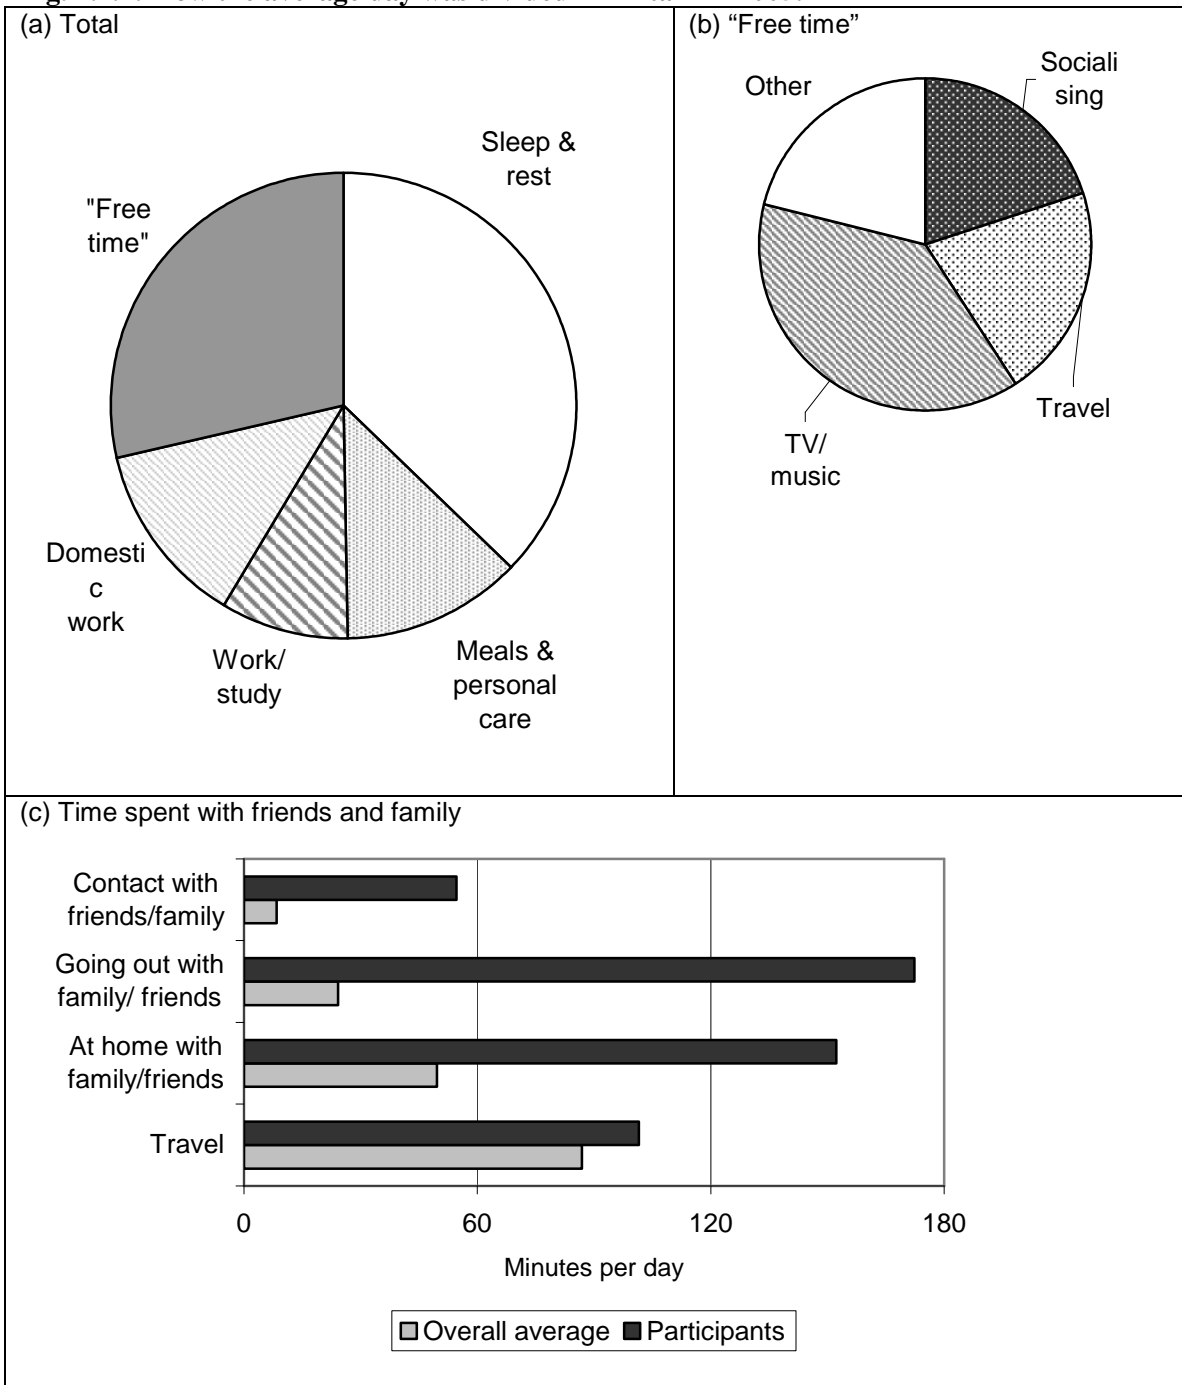 (a) Total
(b) “Free time”
Sleep &
rest
"Free
time"
Domesti
c
work
Work/
study
Meals &
personal
care
Other
Sociali
sing
Travel
TV/
music
(c) Time spent with friends and family
Contact with
friends/family
Going out with
family/ friends
At home with
family/friends
Travel
0 60 120 180
Minutes per day
Overall average Participants